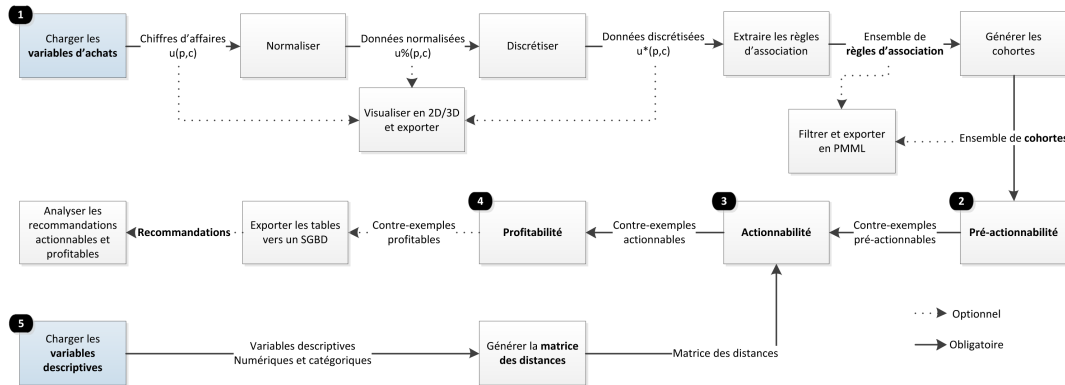 1
Charger les
variables d'achats
Chiffres d'affaires
u(p,c)
Normaliser
Données normalisées
u%(p,c)
Discrétiser
Données discrétisées
u*(p,c)
Extraire les règles
d'association
Ensemble de
règles d'association
Générer les
cohortes
Visualiser en 2D/3D
et exporter
Filtrer et exporter
en PMML
Ensemble de cohortes
Analyser les
recommandations
actionnables et
profitables
Recommandations
Exporter les tables
vers un SGBD
Contre-exemples
profitables
4
Profitabilité
Contre-exemples
actionnables
3
Actionnabilité
Contre-exemples
pré-actionnables
2
Pré-actionnabilité
5
Charger les
variables
descriptives
Variables descriptives
Numériques et catégoriques
Générer la matrice
des distances
Matrice des distances
Optionnel
Obligatoire